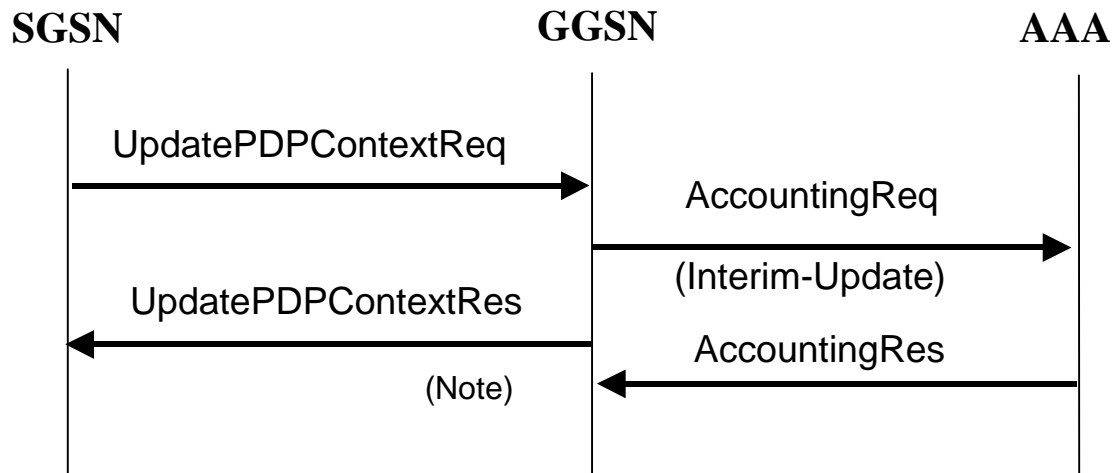 SGSN GGSN AAA
UpdatePDPContextReq
AccountingReq
(Interim-Update)
UpdatePDPContextRes
AccountingRes
(Note)